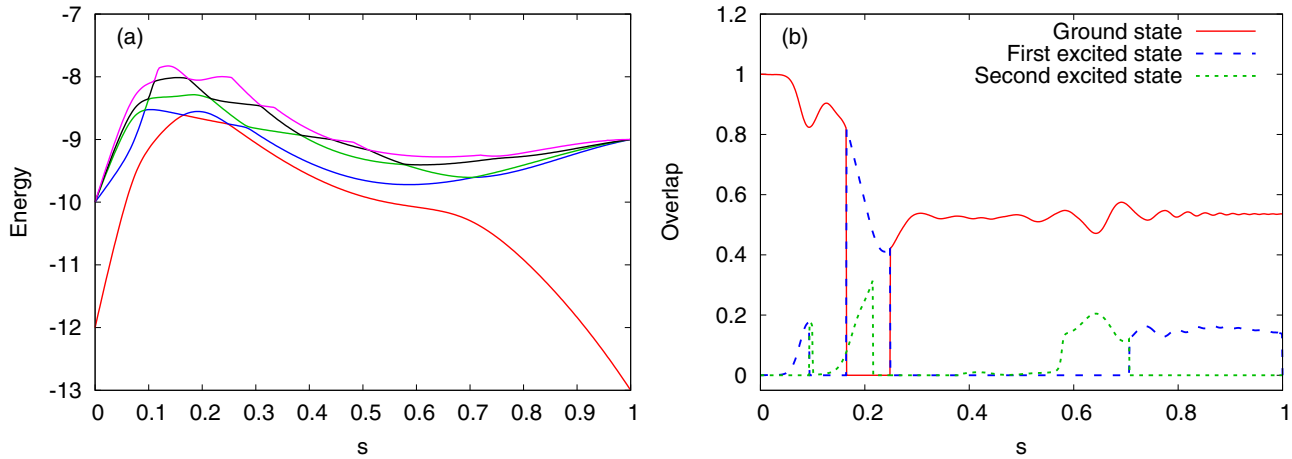 (a)
Energy
-7
-8
-9
-10
-11
-12
-13
0 0.1 0.2 0.3 0.4 0.5 0.6 0.7 0.8 0.9 1
s
(b)
Ground state
First excited state
Second excited state
Overlap
1.2
1
0.8
0.6
0.4
0.2
0
0 0.2 0.4 0.6 0.8 1
s